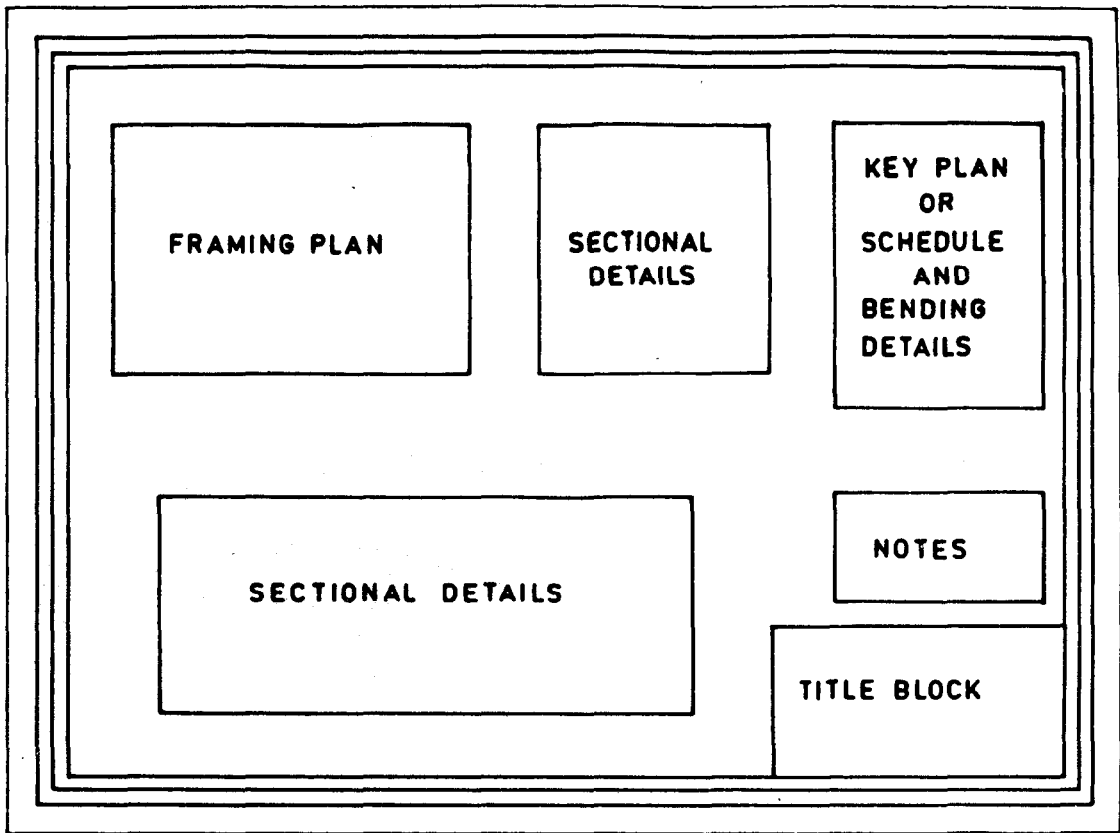 FRAMING PLAN
SECTIONAL
DETAILS
KEY PLAN
OR
SCHEDULE
AND
BENDING
DETAILS
SECTIONAL DETAILS
NOTES
TITLE BLOCK